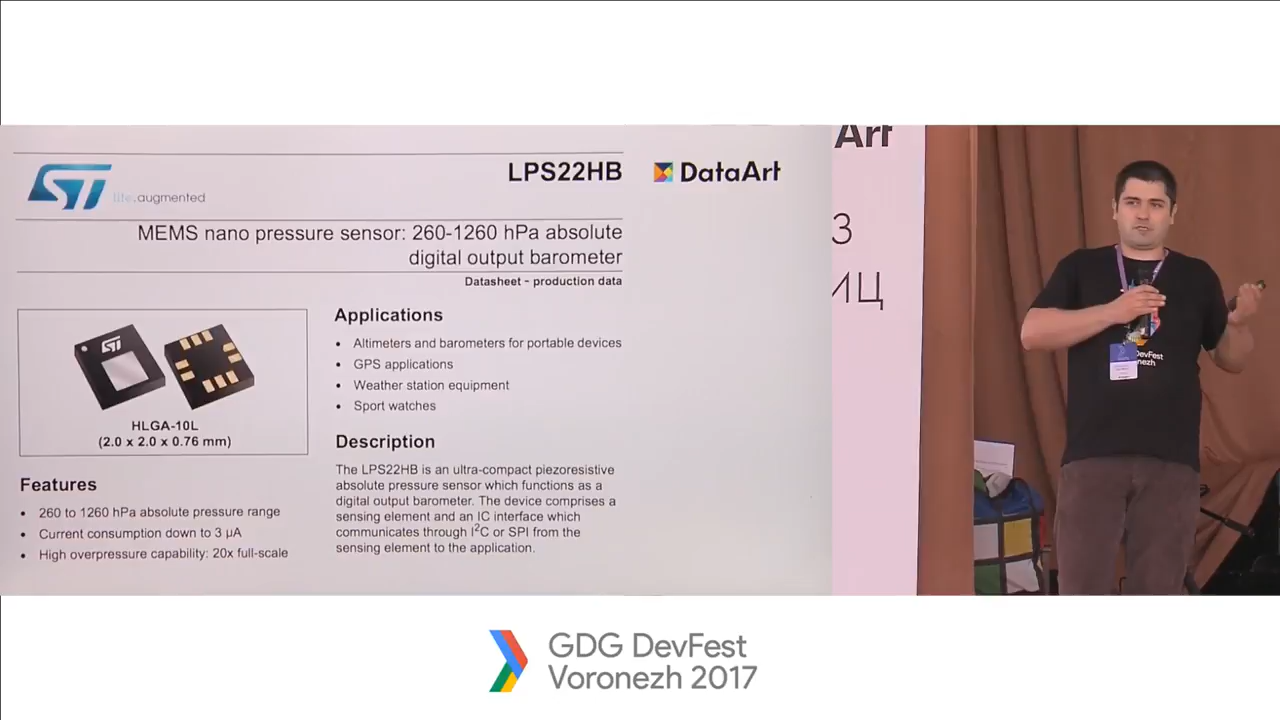 LPS22HB
DataArt
life.augmented
MEMS nano pressure sensor: 260-1260 hPa absolute
digital output barometer
Datasheet - production data
HLGA-10L
(2.0 x 2.0 x 0.76 mm)
Features
• 260 to 1260 hPa absolute pressure range
• Current consumption down to 3 μA
• High overpressure capability: 20x full-scale
Applications
• Altimeters and barometers for portable devices
• GPS applications
• Weather station equipment
• Sport watches
Description
The LPS22HB is an ultra-compact piezoresistive
absolute pressure sensor which functions as a
digital output barometer. The device comprises a
sensing element and an IC interface which
communicates through I²C or SPI from the
sensing element to the application.
Art
З
ИЦ
DevFest
nezh
GDG DevFest
Voronezh 2017